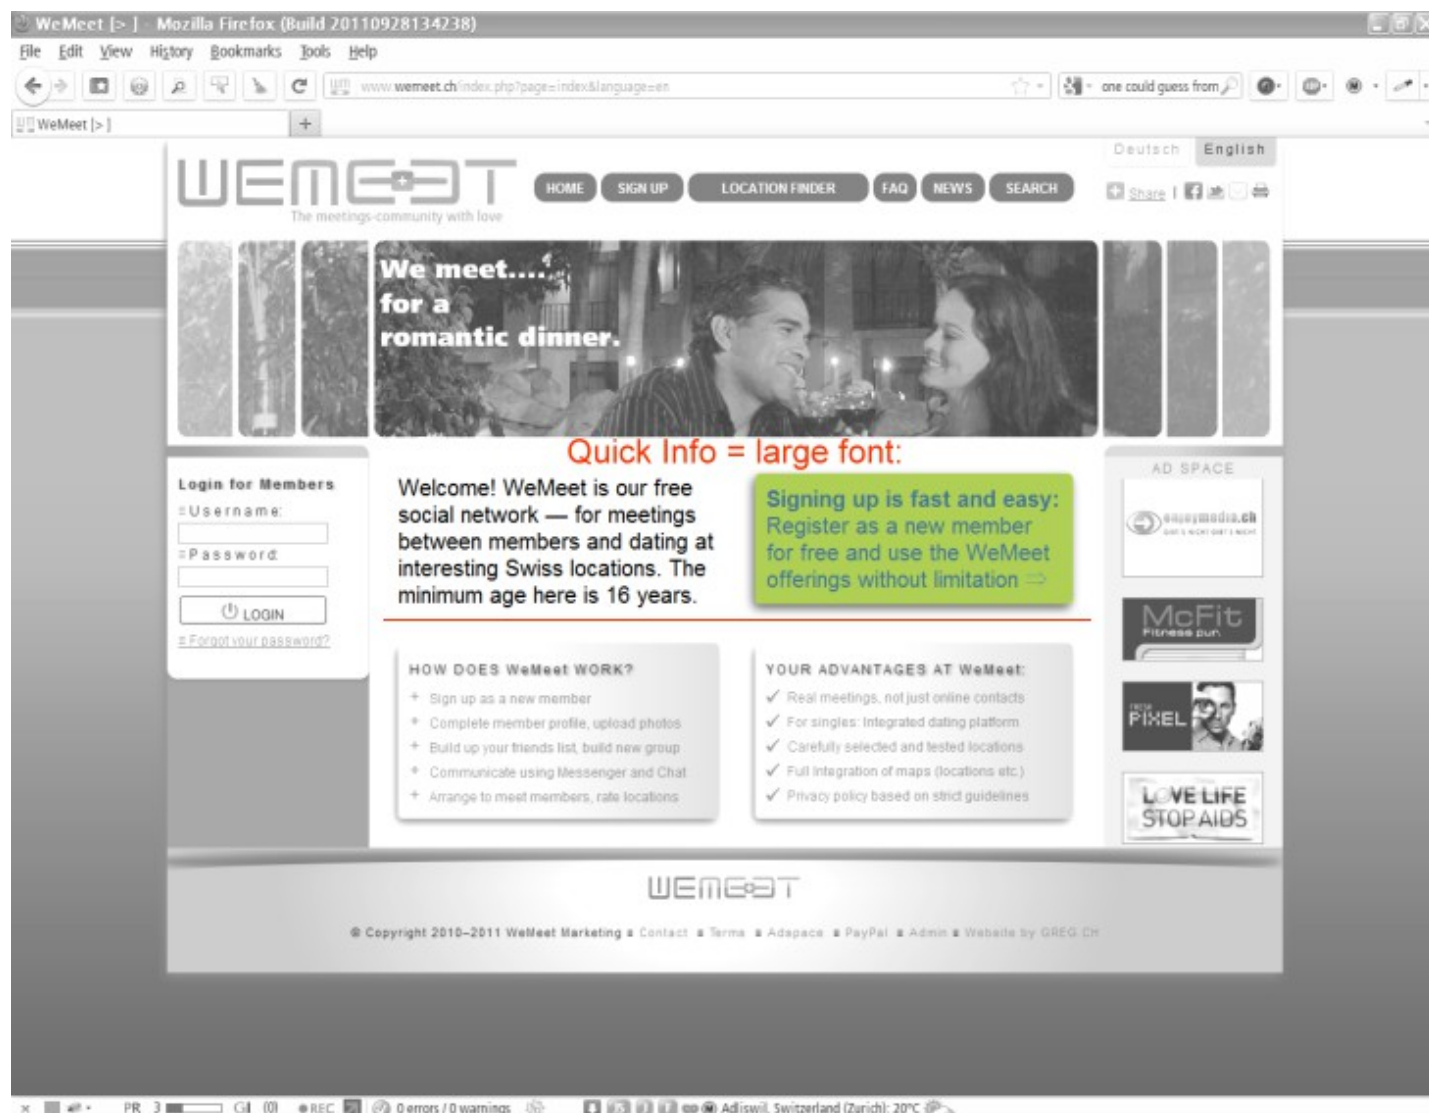 WeMeet [> ] - Mozilla Firefox (Build 20110928134238)
File Edit View History Bookmarks Tools Help
www.wemeet.ch/index.php?page=index&language=en
one could guess from
WeMeet [> ]
Deutsch English
WEMEET
HOME SIGN UP LOCATION FINDER FAQ NEWS SEARCH
Share
The meetings-community with love
We meet....
for a
romantic dinner.
Quick Info = large font:
Login for Members
Username:
Password:
LOGIN
Forgot your password?
Welcome! WeMeet is our free
social network — for meetings
between members and dating at
interesting Swiss locations. The
minimum age here is 16 years.
Signing up is fast and easy:
Register as a new member
for free and use the WeMeet
offerings without limitation ⇒
HOW DOES WeMeet WORK?
+ Sign up as a new member
+ Complete member profile, upload photos
+ Build up your friends list, build new group
+ Communicate using Messenger and Chat
+ Arrange to meet members, rate locations
YOUR ADVANTAGES AT WeMeet:
✓ Real meetings, not just online contacts
✓ For singles: Integrated dating platform
✓ Carefully selected and tested locations
✓ Full Integration of maps (locations etc.)
✓ Privacy policy based on strict guidelines
AD SPACE
enjoymedia.ch
McFit
Fitness pur.
FRESH
PIXEL
LOVE LIFE
STOP AIDS
WEMEET
© Copyright 2010–2011 WeMeet Marketing Contact Terms Adspace PayPal Admin Website by GREG.CH
PR 3 GI (0) REC 0 errors / 0 warnings Adliswil, Switzerland (Zurich): 20°C